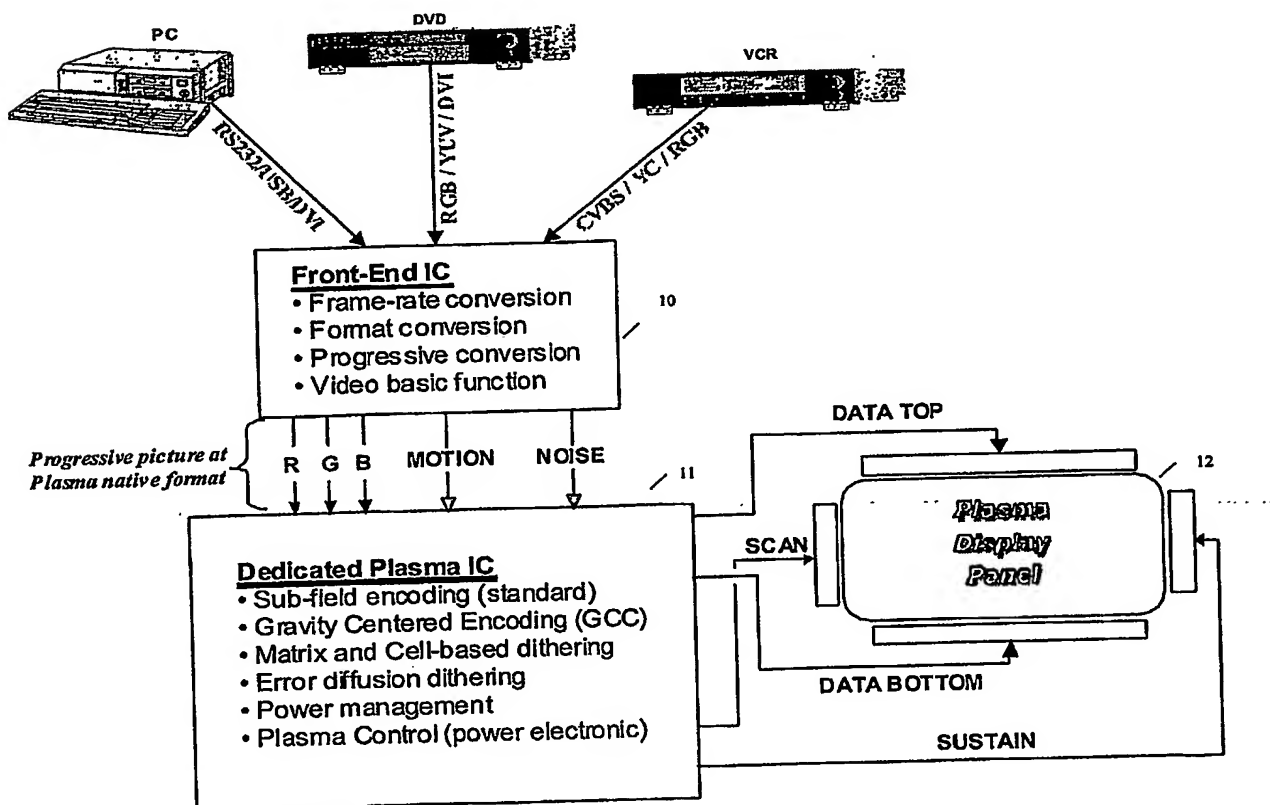 PC
DVD
VCR
RS232/USB/DVI
RGB / YUV / DVI
CVBS / YC / RGB
Front-End IC
• Frame-rate conversion
• Format conversion
• Progressive conversion
• Video basic function
10
Progressive picture at
Plasma native format
R G B MOTION NOISE
11
Dedicated Plasma IC
• Sub-field encoding (standard)
• Gravity Centered Encoding (GCC)
• Matrix and Cell-based dithering
• Error diffusion dithering
• Power management
• Plasma Control (power electronic)
DATA TOP
12
SCAN
Plasma
Display
Panel
DATA BOTTOM
SUSTAIN